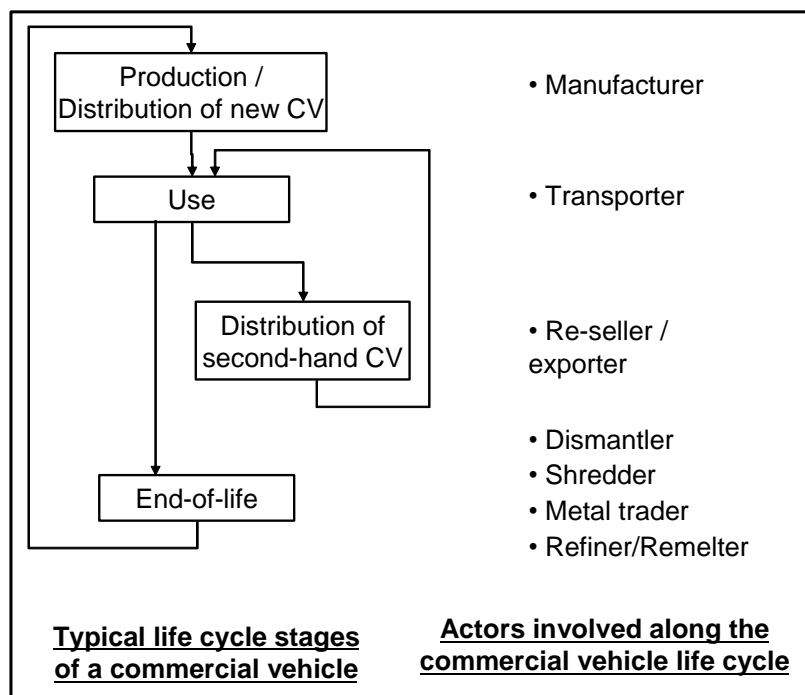 Production /
Distribution of new CV
• Manufacturer
Use
• Transporter
Distribution of
second-hand CV
• Re-seller /
exporter
• Dismantler
• Shredder
End-of-life
• Metal trader
• Refiner/Remelter
Typical life cycle stages
of a commercial vehicle
Actors involved along the
commercial vehicle life cycle